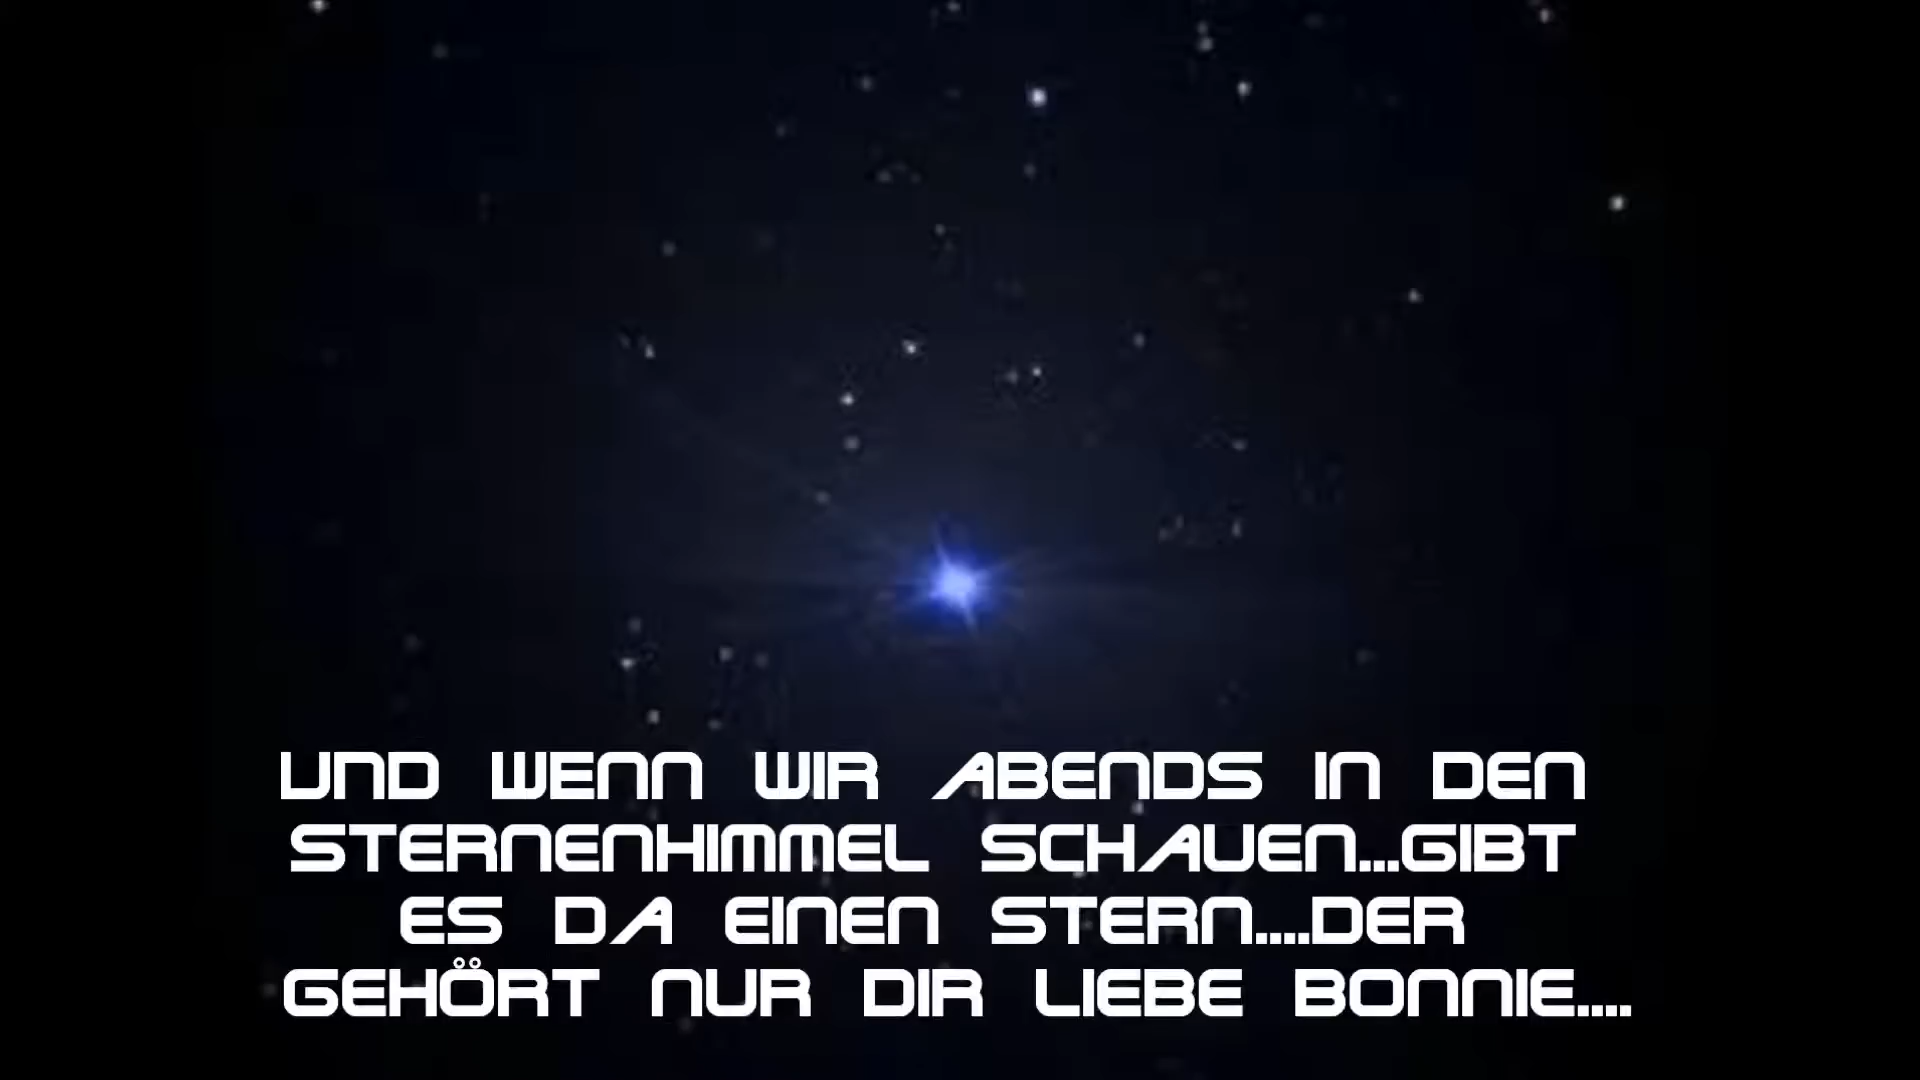 UND WENN WIR ABENDS IN DEN
STERNENHIMMEL SCHAUEN...GIBT
ES DA EINEN STERN....DER
GEHÖRT NUR DIR LIEBE BONNIE....